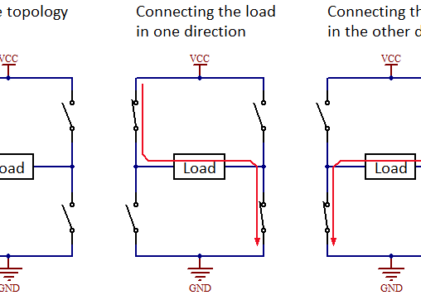 e topology
Connecting the load
in one direction
Connecting th
in the other d
VCC
VCC
VCC
oad
Load
Load
GND
GND
GND